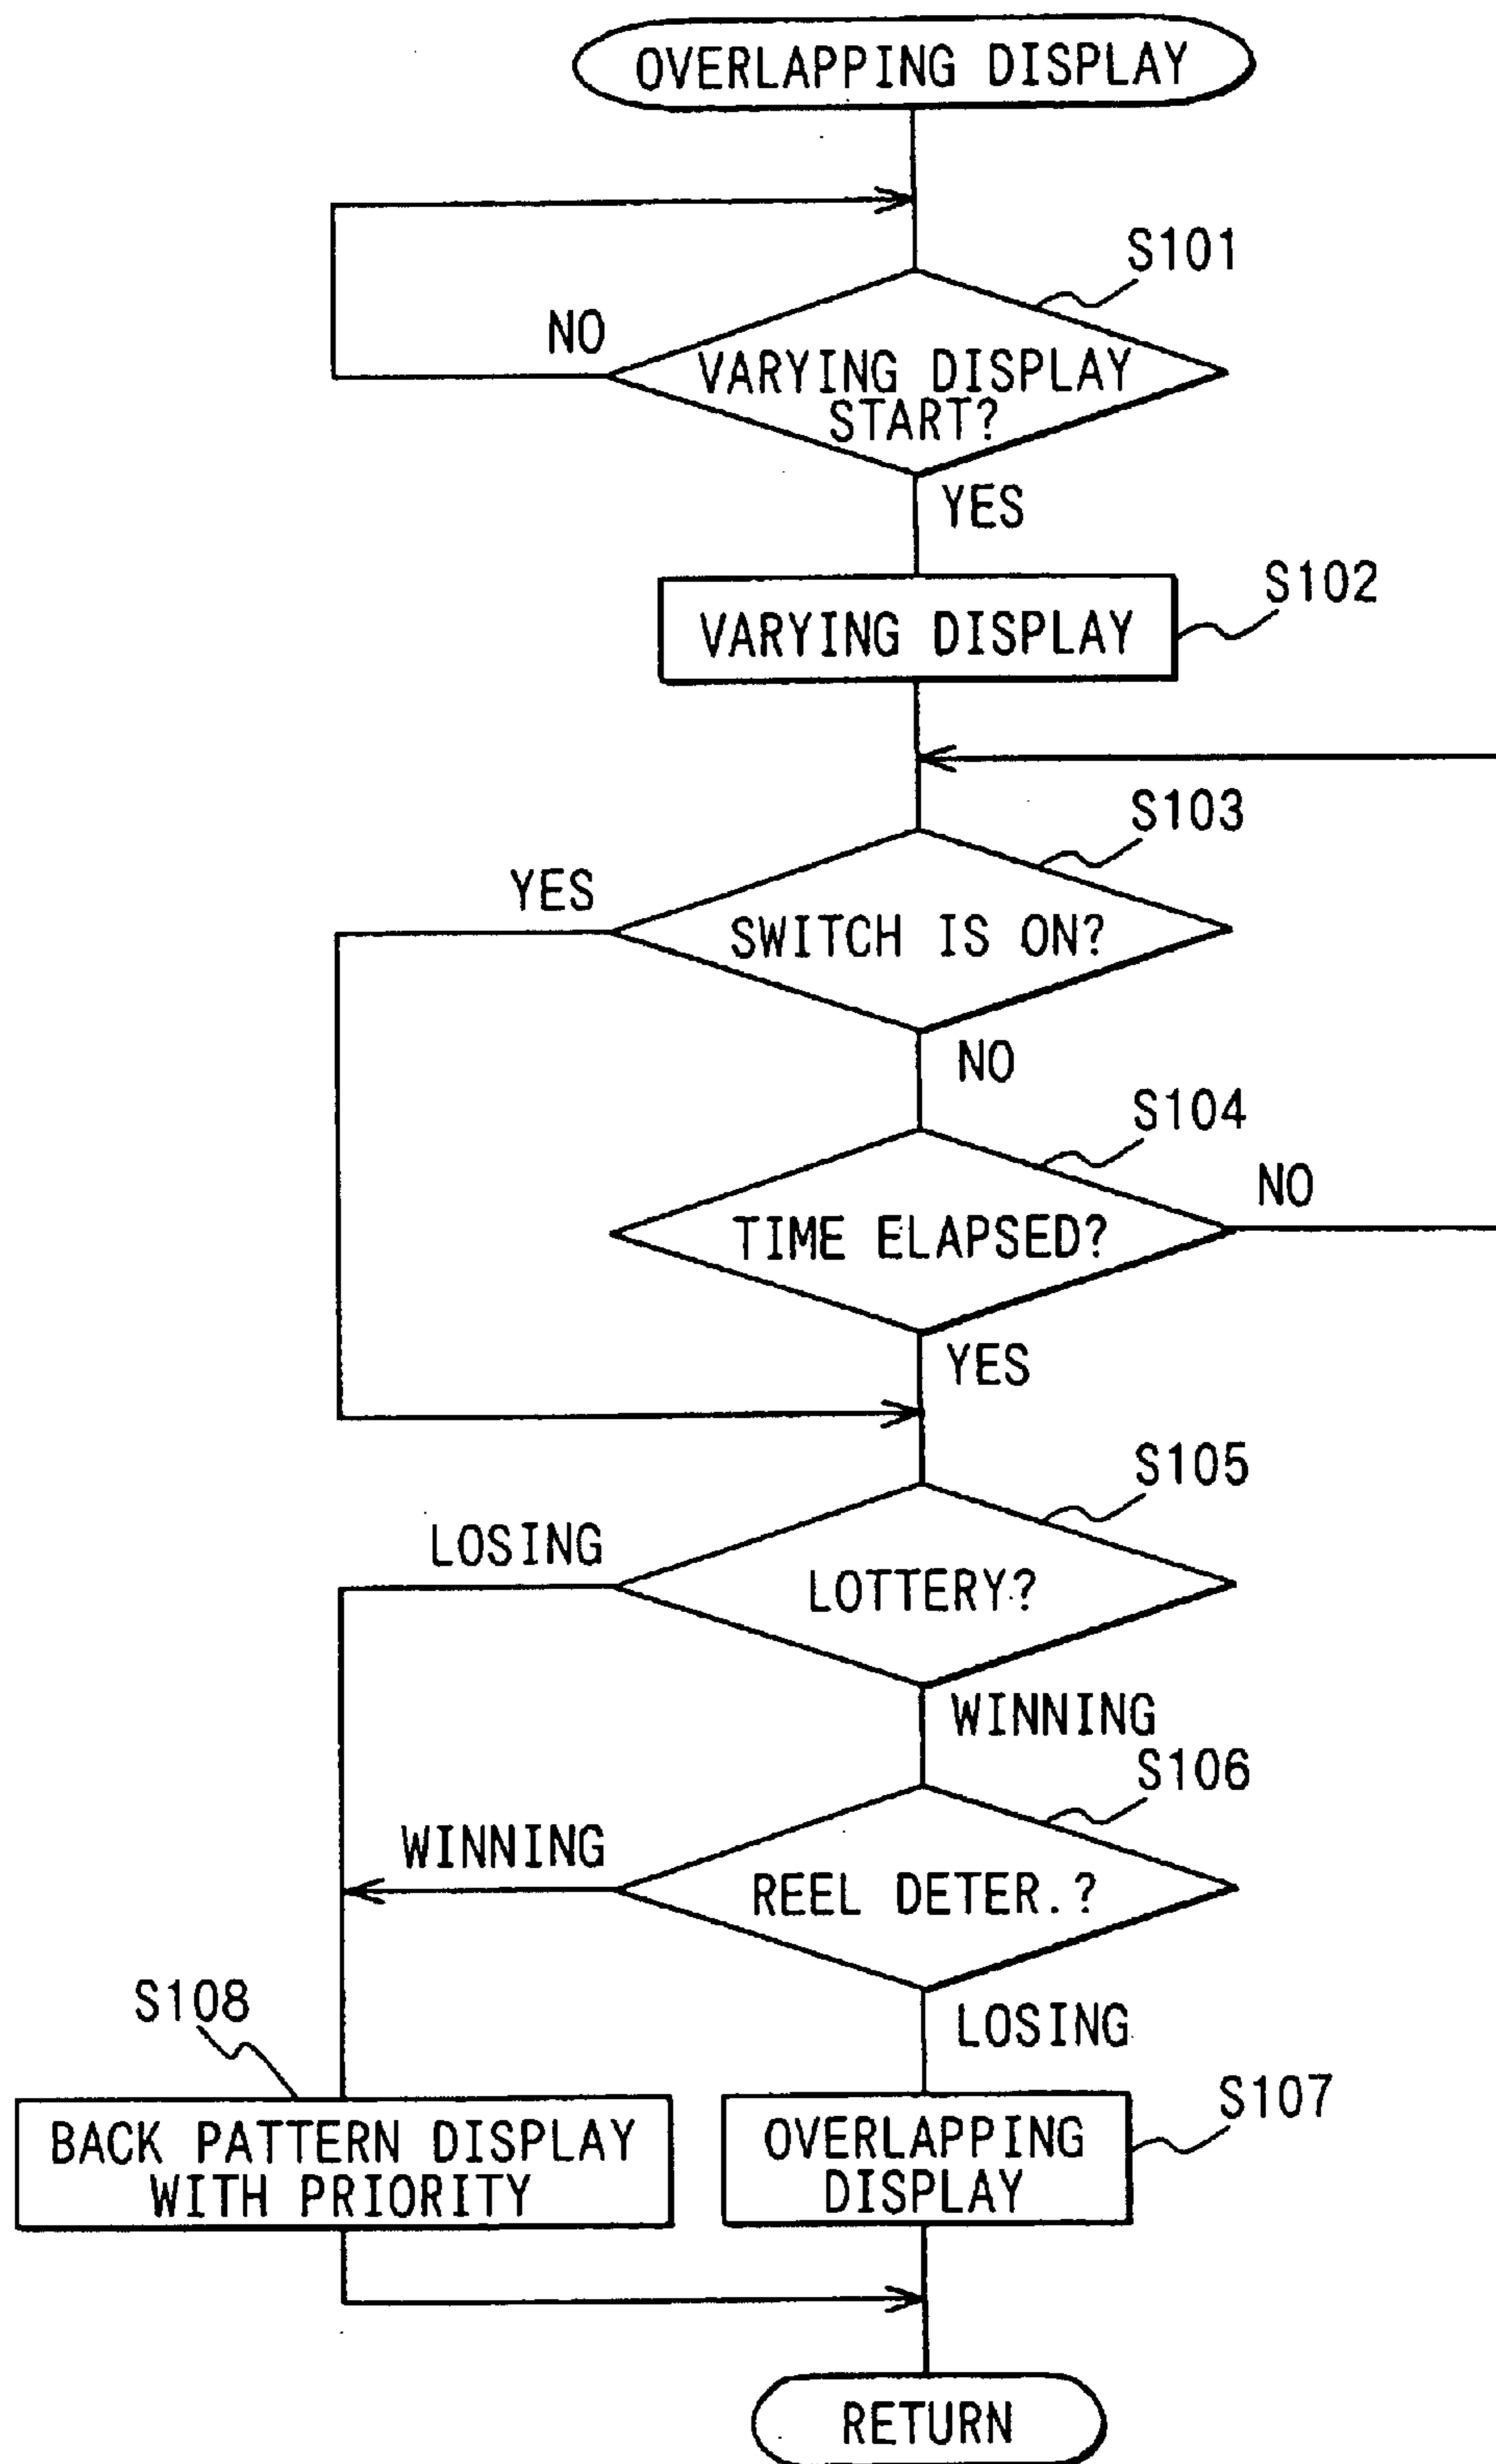 OVERLAPPING DISPLAY
S101
NO
VARYING DISPLAY
START?
YES
S102
VARYING DISPLAY
S103
YES
SWITCH IS ON?
NO
S104
NO
TIME ELAPSED?
YES
S105
LOSING
LOTTERY?
WINNING
S106
WINNING
REEL DETER.?
LOSING
S108
S107
BACK PATTERN DISPLAY
WITH PRIORITY
OVERLAPPING
DISPLAY
RETURN